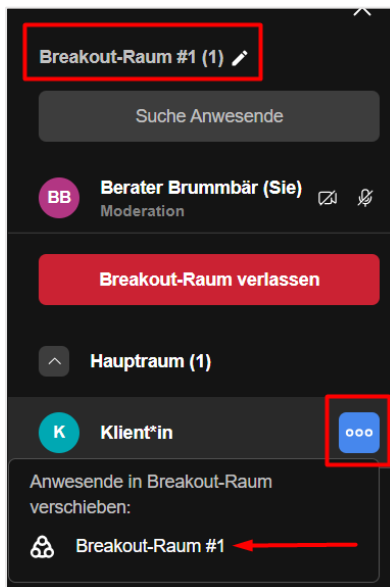 Breakout-Raum #1 (1)
Suche Anwesende
BB
Berater Brummbär (Sie)
Moderation
Breakout-Raum verlassen
Hauptraum (1)
K
Klient*in
Anwesende in Breakout-Raum
verschieben:
Breakout-Raum #1